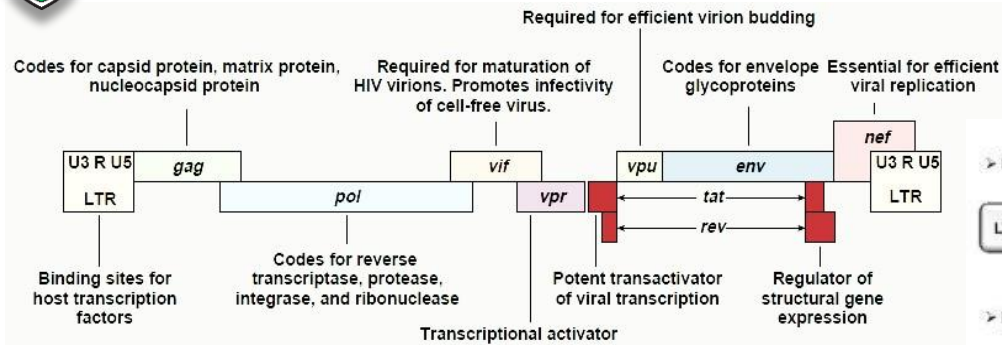 Required for efficient virion budding
Codes for capsid protein, matrix protein,
nucleocapsid protein
Required for maturation of
HIV virions. Promotes infectivity
of cell-free virus.
Codes for envelope
glycoproteins
Essential for efficient
viral replication
U3 R U5
LTR
gag
pol
vif
vpr
vpu
env
nef
U3 R U5
LTR
tat
rev
Binding sites for
host transcription
factors
Codes for reverse
transcriptase, protease,
integrase, and ribonuclease
Transcriptional activator
Potent transactivator
of viral transcription
Regulator of
structural gene
expression